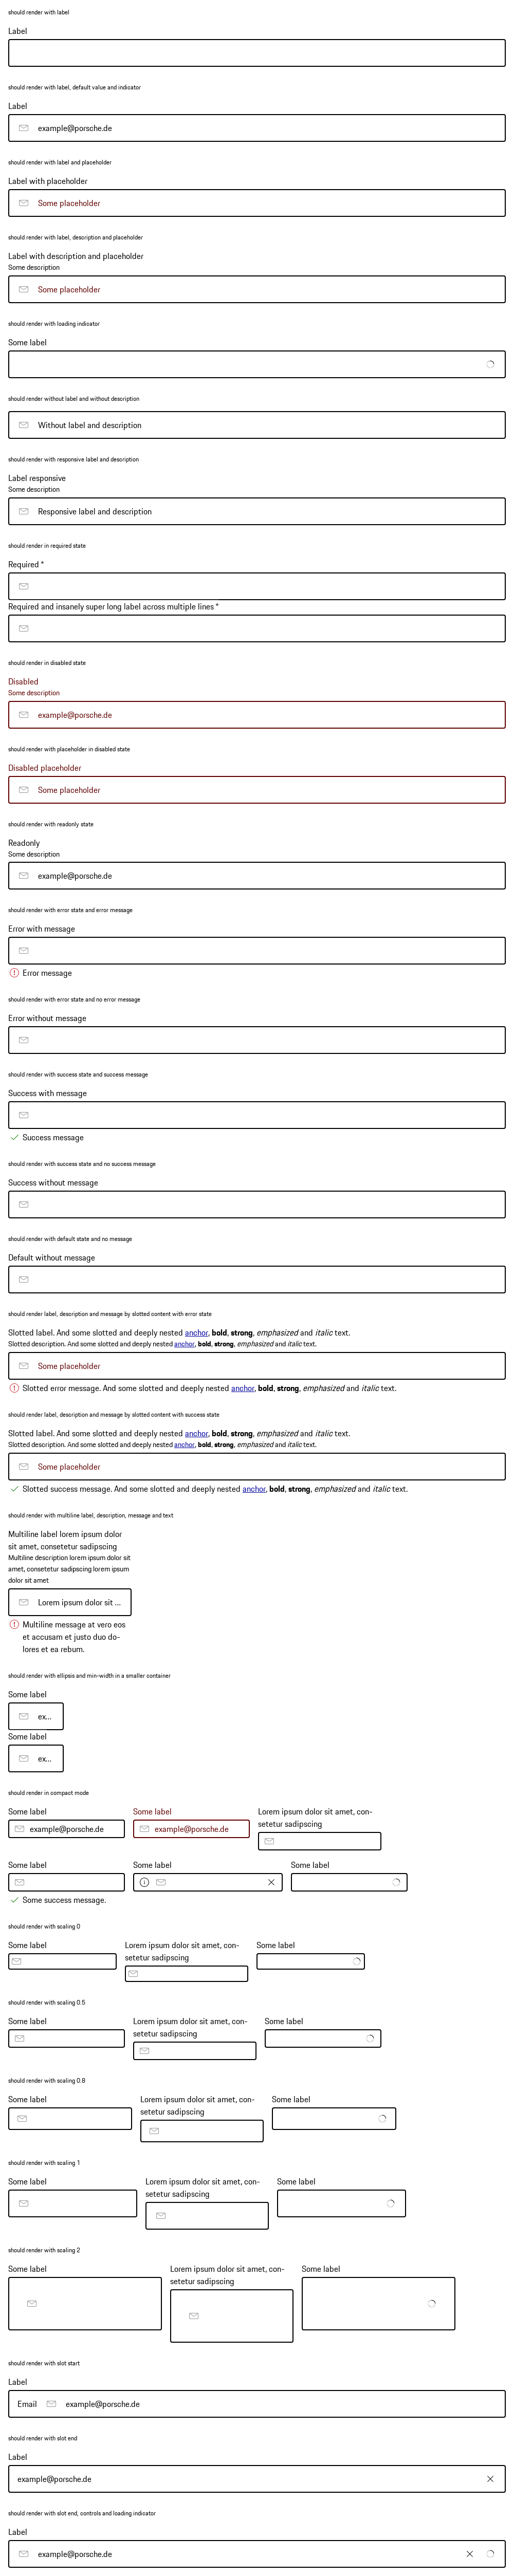 should render with label
Label
should render with label, default value and indicator
Label
example@porsche.de
should render with label and placeholder
Label with placeholder
Some placeholder
should render with label, description and placeholder
Label with description and placeholder
Some description
Some placeholder
should render with loading indicator
Some label
should render without label and without description
Without label and description
should render with responsive label and description
Label responsive
Some description
Responsive label and description
should render in required state
Required *
Required and insanely super long label across multiple lines *
should render in disabled state
Disabled
Some description
example@porsche.de
should render with placeholder in disabled state
Disabled placeholder
Some placeholder
should render with readonly state
Readonly
Some description
example@porsche.de
should render with error state and error message
Error with message
Error message
should render with error state and no error message
Error without message
should render with success state and success message
Success with message
Success message
should render with success state and no success message
Success without message
should render with default state and no message
Default without message
should render label, description and message by slotted content with error state
Slotted label. And some slotted and deeply nested anchor, bold, strong, emphasized and italic text.
Slotted description. And some slotted and deeply nested anchor, bold, strong, emphasized and italic text.
Some placeholder
Slotted error message. And some slotted and deeply nested anchor, bold, strong, emphasized and italic text.
should render label, description and message by slotted content with success state
Slotted label. And some slotted and deeply nested anchor, bold, strong, emphasized and italic text.
Slotted description. And some slotted and deeply nested anchor, bold, strong, emphasized and italic text.
Some placeholder
Slotted success message. And some slotted and deeply nested anchor, bold, strong, emphasized and italic text.
should render with multiline label, description, message and text
Multiline label lorem ipsum dolor
sit amet, consetetur sadipscing
Multiline description lorem ipsum dolor sit
amet, consetetur sadipscing lorem ipsum
dolor sit amet
Lorem ipsum dolor sit ...
Multiline message at vero eos
et accusam et justo duo do-
lores et ea rebum.
should render with ellipsis and min-width in a smaller container
Some label
ex...
Some label
ex...
should render in compact mode
Some label
example@porsche.de
Some label
example@porsche.de
Lorem ipsum dolor sit amet, con-
setetur sadipscing
Some label
Some success message.
Some label
Some label
should render with scaling 0
Some label
Lorem ipsum dolor sit amet, con-
setetur sadipscing
Some label
should render with scaling 0.5
Some label
Lorem ipsum dolor sit amet, con-
setetur sadipscing
Some label
should render with scaling 0.8
Some label
Lorem ipsum dolor sit amet, con-
setetur sadipscing
Some label
should render with scaling 1
Some label
Lorem ipsum dolor sit amet, con-
setetur sadipscing
Some label
should render with scaling 2
Some label
Lorem ipsum dolor sit amet, con-
setetur sadipscing
Some label
should render with slot start
Label
Email example@porsche.de
should render with slot end
Label
example@porsche.de
should render with slot end, controls and loading indicator
Label
example@porsche.de